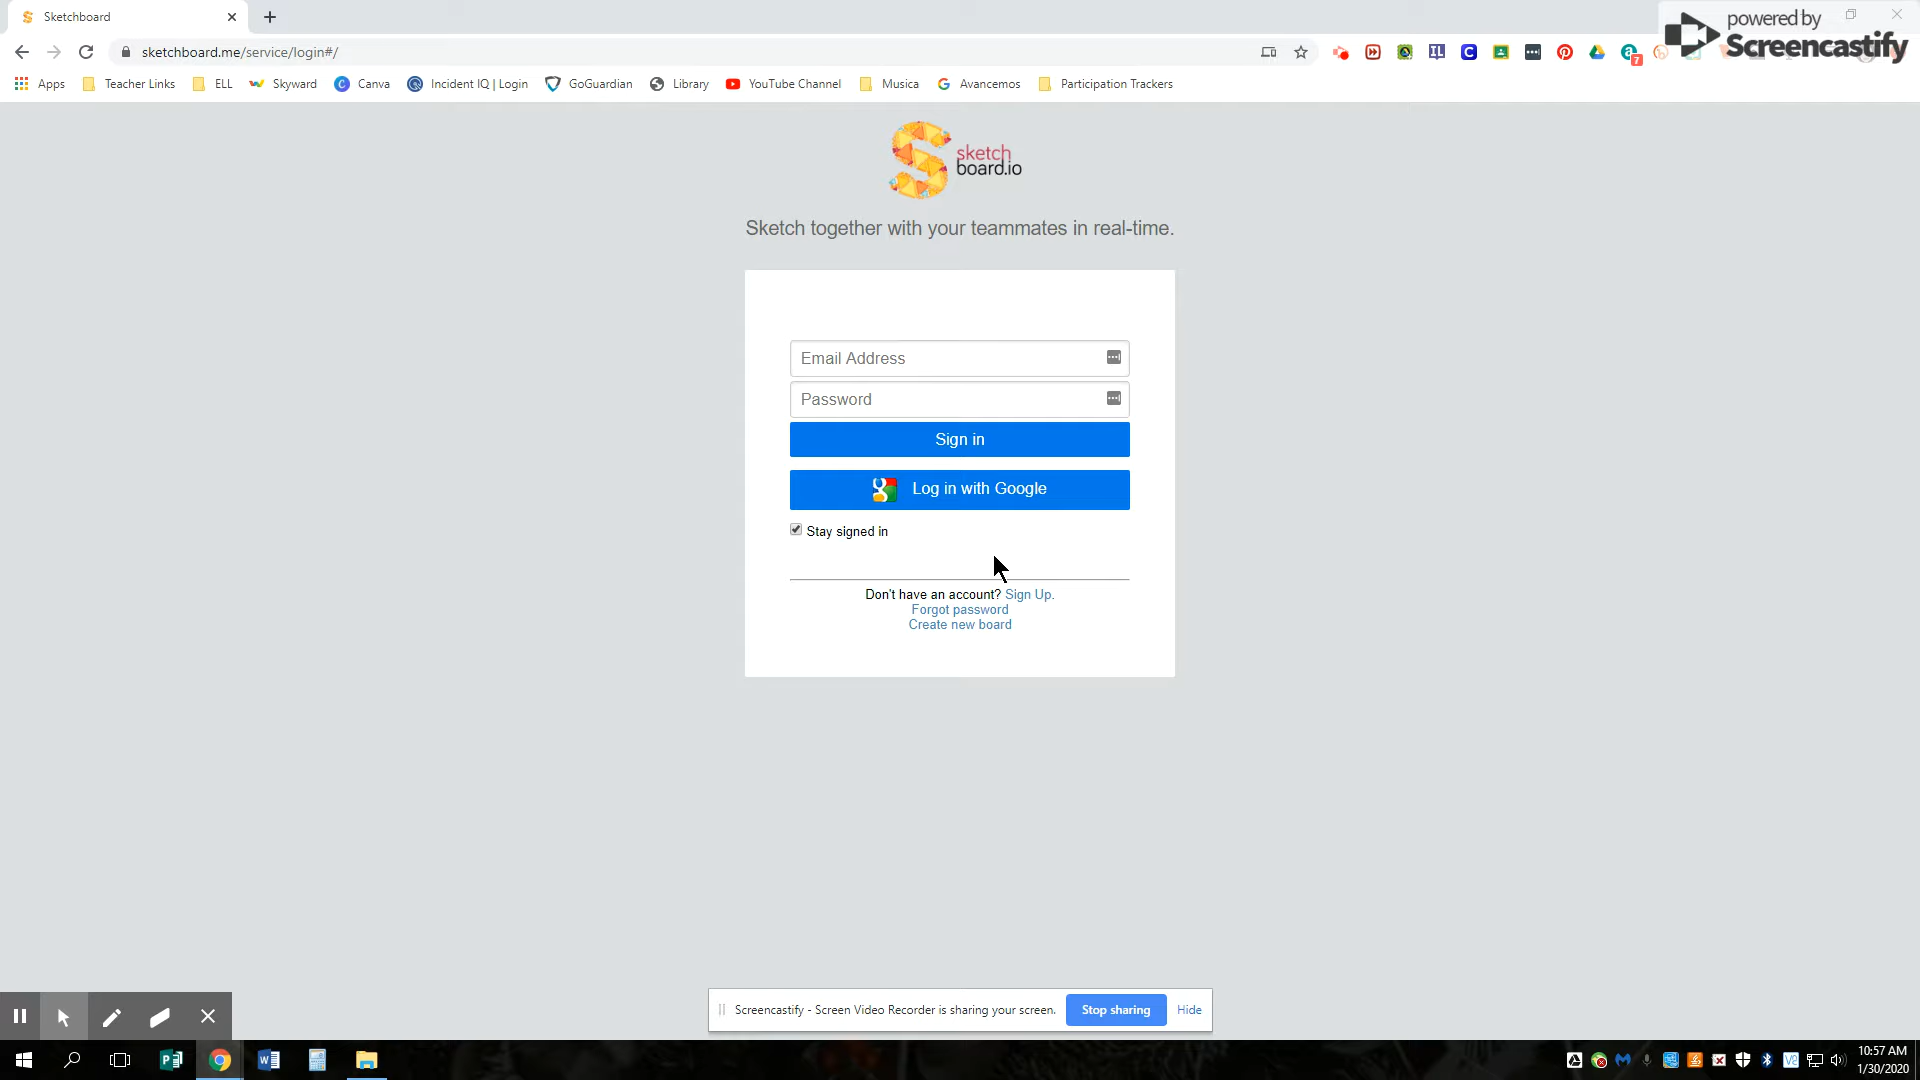 Sketchboard
powered by
Screencastify
sketchboard.me/service/login#/
7
Apps
Teacher Links
ELL
Skyward
Canva
Incident IQ | Login
GoGuardian
Library
YouTube Channel
Musica
Avancemos
Participation Trackers
sketch
board.io
Sketch together with your teammates in real-time.
Email Address
Password
Sign in
Log in with Google
Stay signed in
Don't have an account? Sign Up.
Forgot password
Create new board
Screencastify - Screen Video Recorder is sharing your screen.
Stop sharing
Hide
10:57 AM
1/30/2020